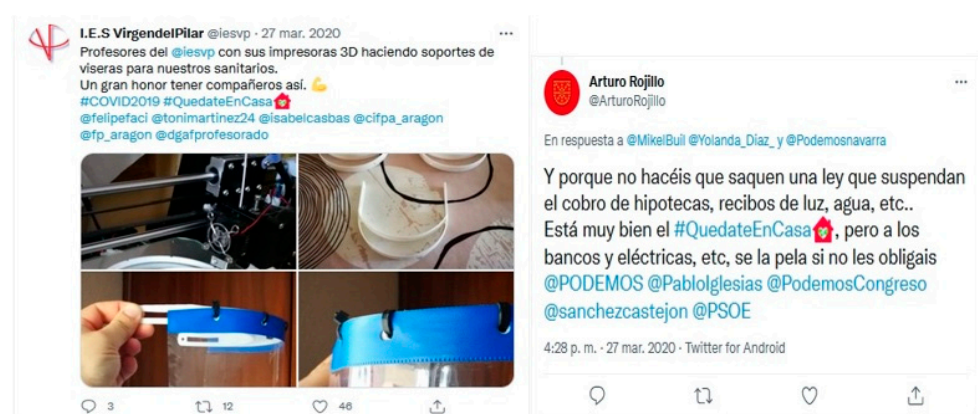 I.E.S VirgendelPilar @iesvp · 27 mar. 2020
Profesores del @iesvp con sus impresoras 3D haciendo soportes de
viseras para nuestros sanitarios.
Un gran honor tener compañeros así. 💪
#COVID2019 #QuedateEnCasa
@felipefaci @tonimartinez24 @isabelcasbas @cifpa_aragon
@fp_aragon @dgafprofesorado
3 12 46
Arturo Rojillo
@ArturoRojillo
En respuesta a @MikelBuil @Yolanda_Diaz_ y @Podemosnavarra
Y porque no hacéis que saquen una ley que suspendan
el cobro de hipotecas, recibos de luz, agua, etc..
Está muy bien el #QuedateEnCasa, pero a los
bancos y eléctricas, etc, se la pela si no les obligais
@PODEMOS @PabloIglesias @PodemosCongreso
@sanchezcastejon @PSOE
4:28 p. m. · 27 mar. 2020 · Twitter for Android